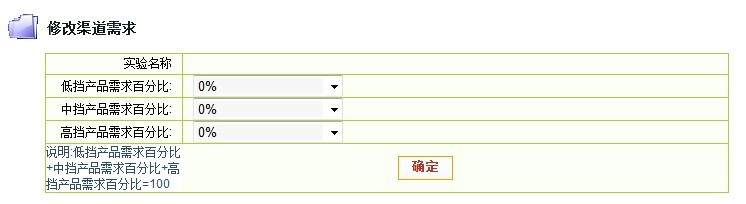 修改渠道需求
实验名称
低挡产品需求百分比: 0%
中挡产品需求百分比: 0%
高挡产品需求百分比: 0%
说明:低挡产品需求百分比
+中挡产品需求百分比+高
挡产品需求百分比=100
确定